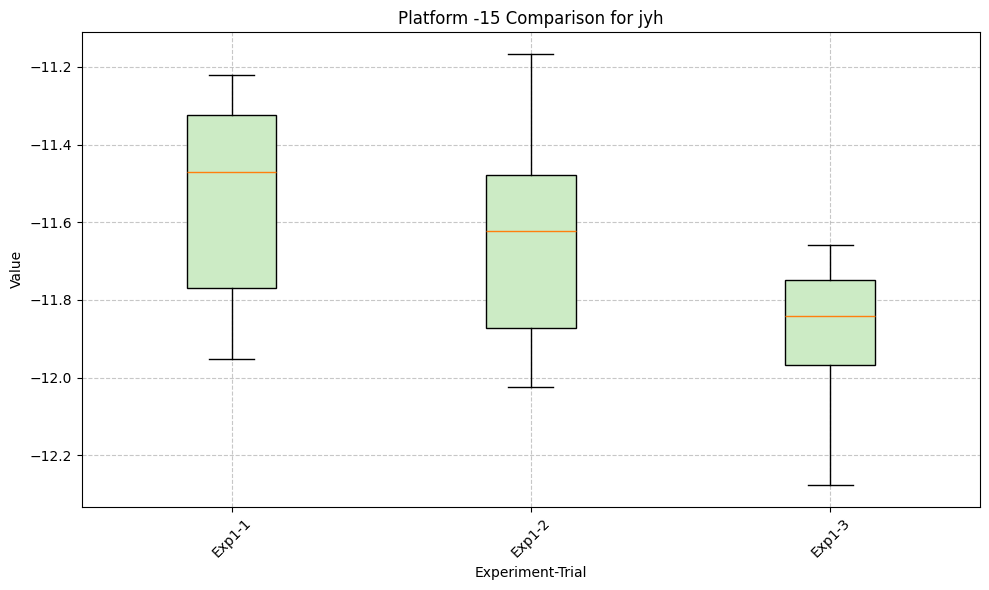 Platform -15 Comparison for jyh
Value
−11.2
−11.4
−11.6
−11.8
−12.0
−12.2
Exp1-1
Exp1-2
Exp1-3
Experiment-Trial